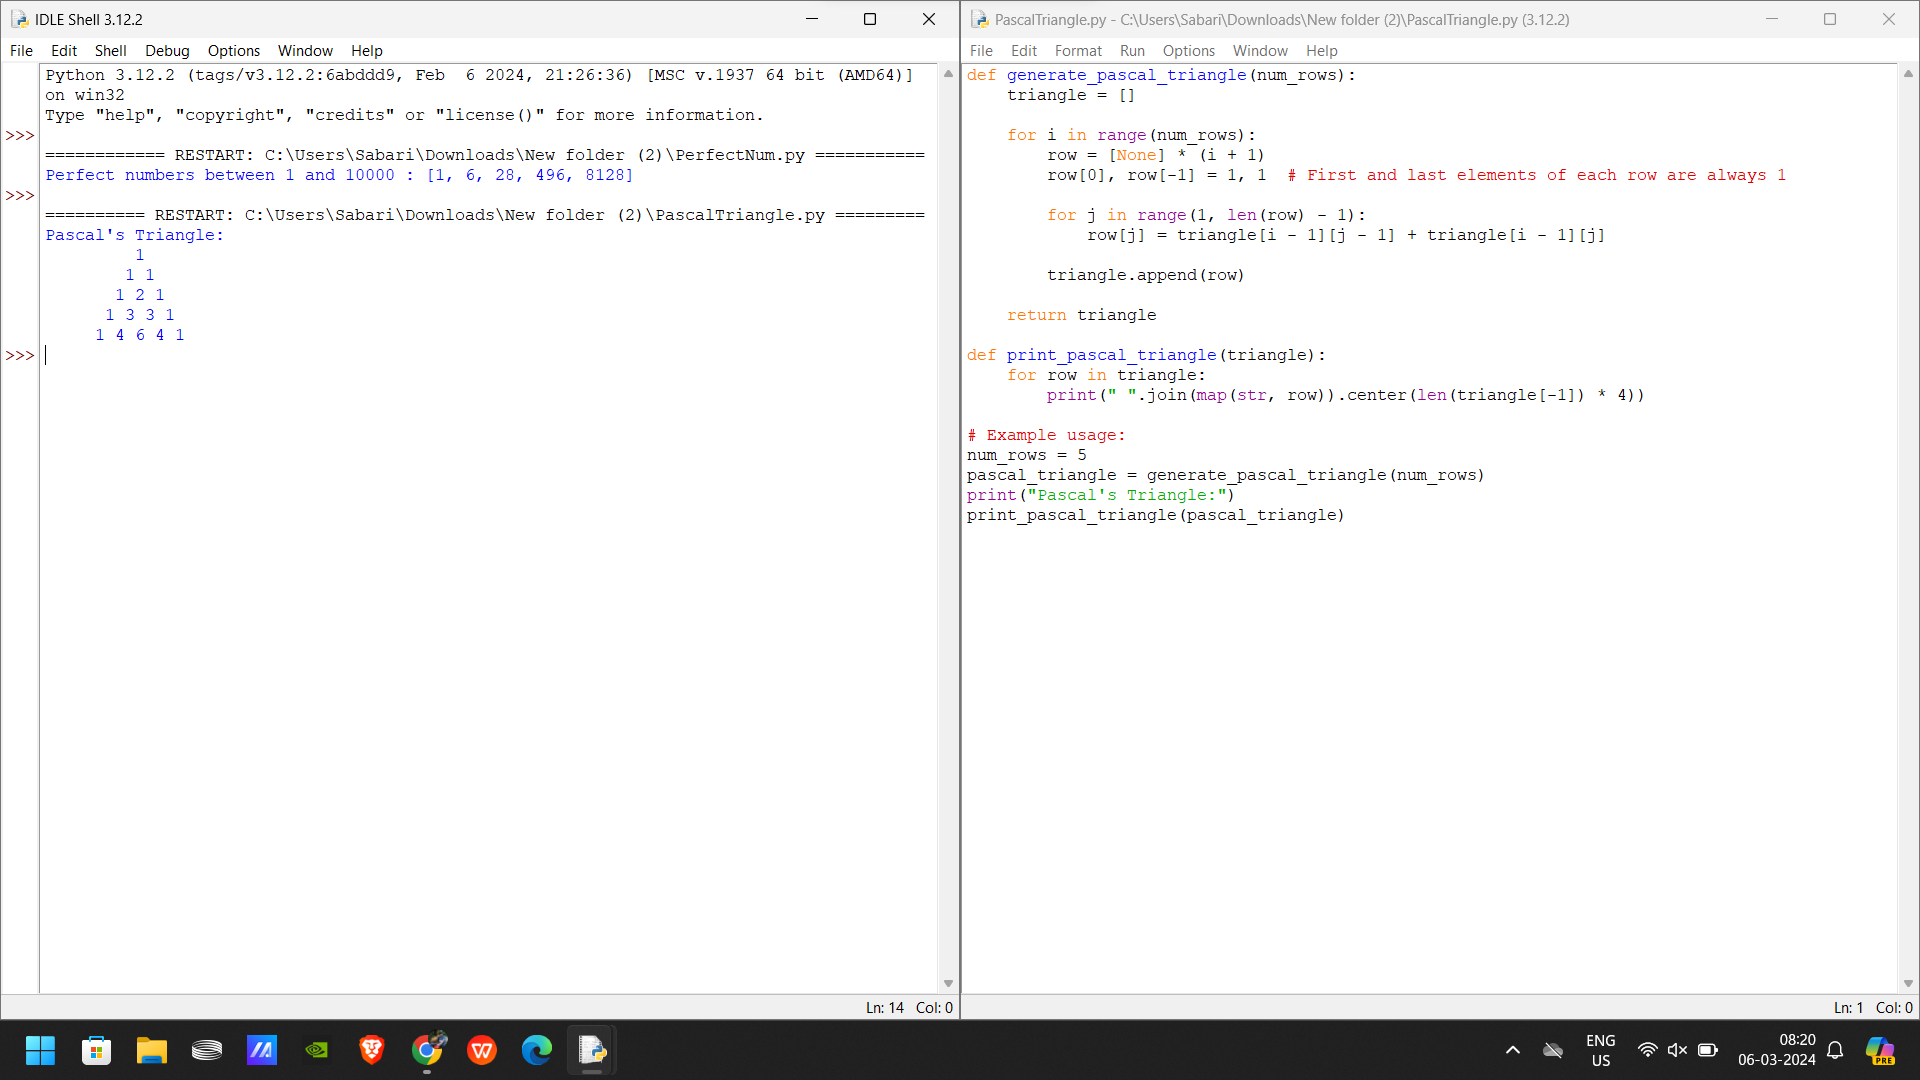 IDLE Shell 3.12.2
File Edit Shell Debug Options Window Help
Python 3.12.2 (tags/v3.12.2:6abddd9, Feb  6 2024, 21:26:36) [MSC v.1937 64 bit (AMD64)]
on win32
Type "help", "copyright", "credits" or "license()" for more information.
>>>
============ RESTART: C:\Users\Sabari\Downloads\New folder (2)\PerfectNum.py ===========
Perfect numbers between 1 and 10000 : [1, 6, 28, 496, 8128]
>>>
========== RESTART: C:\Users\Sabari\Downloads\New folder (2)\PascalTriangle.py =========
Pascal's Triangle:
         1
        1 1
       1 2 1
      1 3 3 1
     1 4 6 4 1
>>>
Ln: 14 Col: 0
PascalTriangle.py - C:\Users\Sabari\Downloads\New folder (2)\PascalTriangle.py (3.12.2)
File Edit Format Run Options Window Help
def generate_pascal_triangle(num_rows):
    triangle = []
    for i in range(num_rows):
        row = [None] * (i + 1)
        row[0], row[-1] = 1, 1  # First and last elements of each row are always 1
        for j in range(1, len(row) - 1):
            row[j] = triangle[i - 1][j - 1] + triangle[i - 1][j]
        triangle.append(row)
    return triangle
def print_pascal_triangle(triangle):
    for row in triangle:
        print(" ".join(map(str, row)).center(len(triangle[-1]) * 4))
# Example usage:
num_rows = 5
pascal_triangle = generate_pascal_triangle(num_rows)
print("Pascal's Triangle:")
print_pascal_triangle(pascal_triangle)
Ln: 1 Col: 0
W
ENG
US
08:20
06-03-2024
PRE